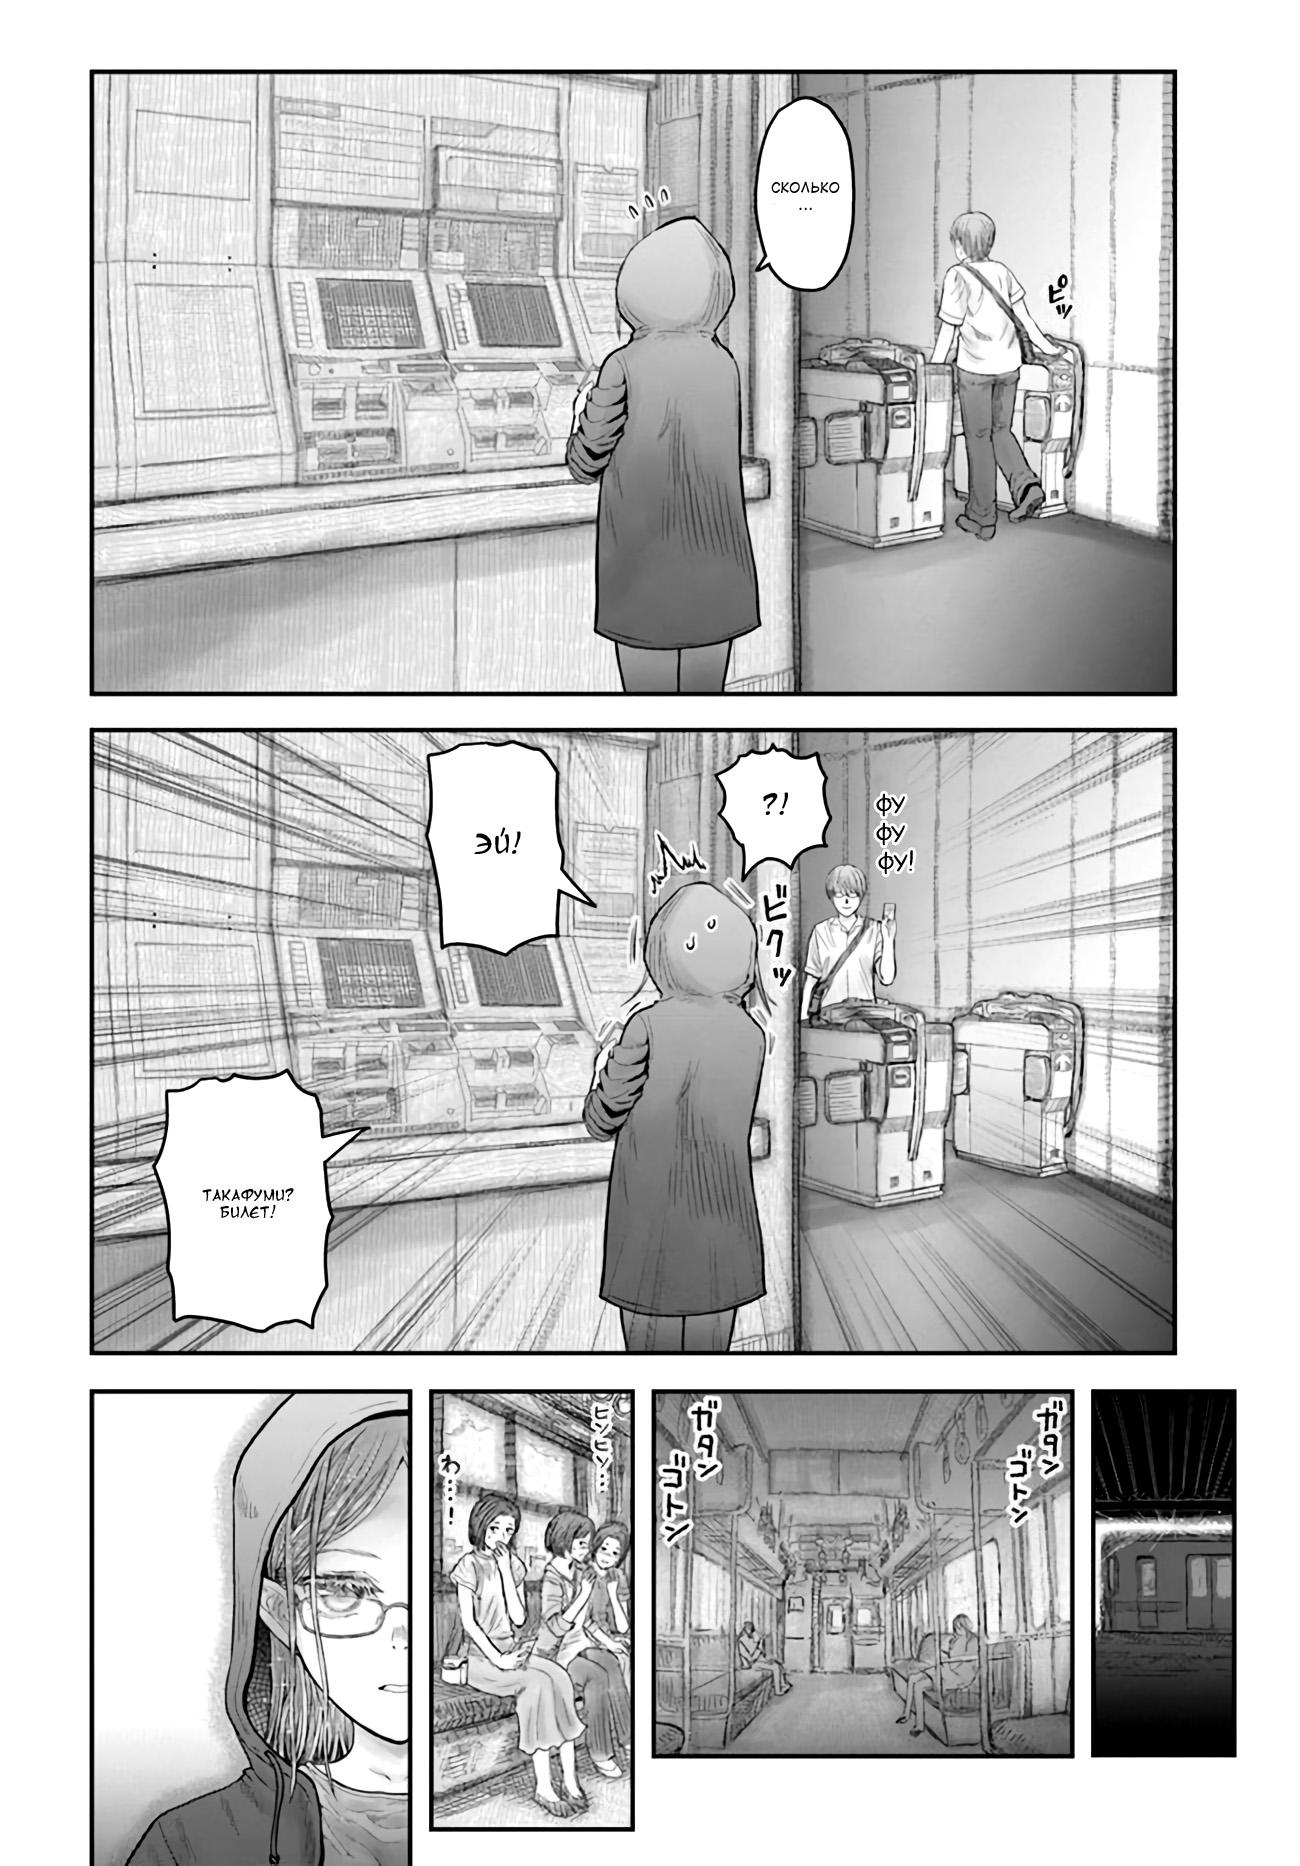 СКОЛЬКО
...
ピッ
?!
ФУ
ФУ
ФУ!
ビクッ
ЭЙ!
ТАКАФУМИ?
БИЛЕТ!
ガタン
ゴトン
ガタン
ゴトン
ヒソヒソ…
わ…!